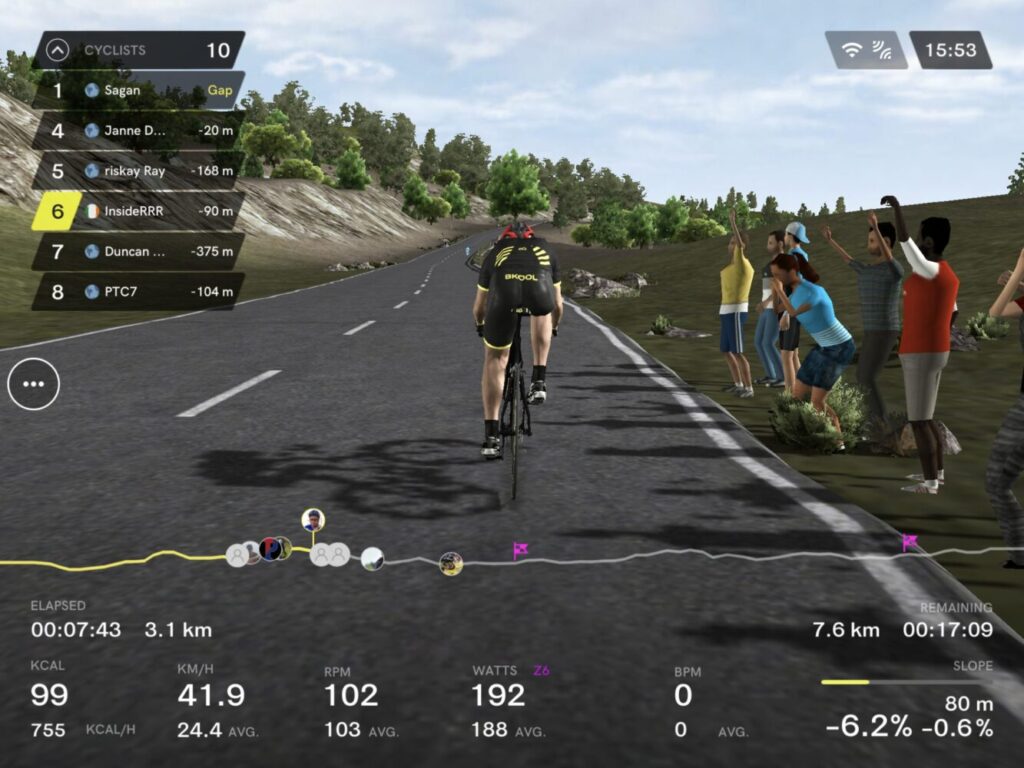 CYCLISTS 10
1 Sagan Gap
4 Janne D... -20 m
5 riskay Ray -168 m
6 InsideRRR -90 m
7 Duncan ... -375 m
8 PTC7 -104 m
15:53
BKOOL
ELAPSED
00:07:43 3.1 km
REMAINING
7.6 km 00:17:09
KCAL
99
755 KCAL/H
KM/H
41.9
24.4 AVG.
RPM
102
103 AVG.
WATTS Z6
192
188 AVG.
BPM
0
0 AVG.
SLOPE
80 m
-6.2% -0.6%